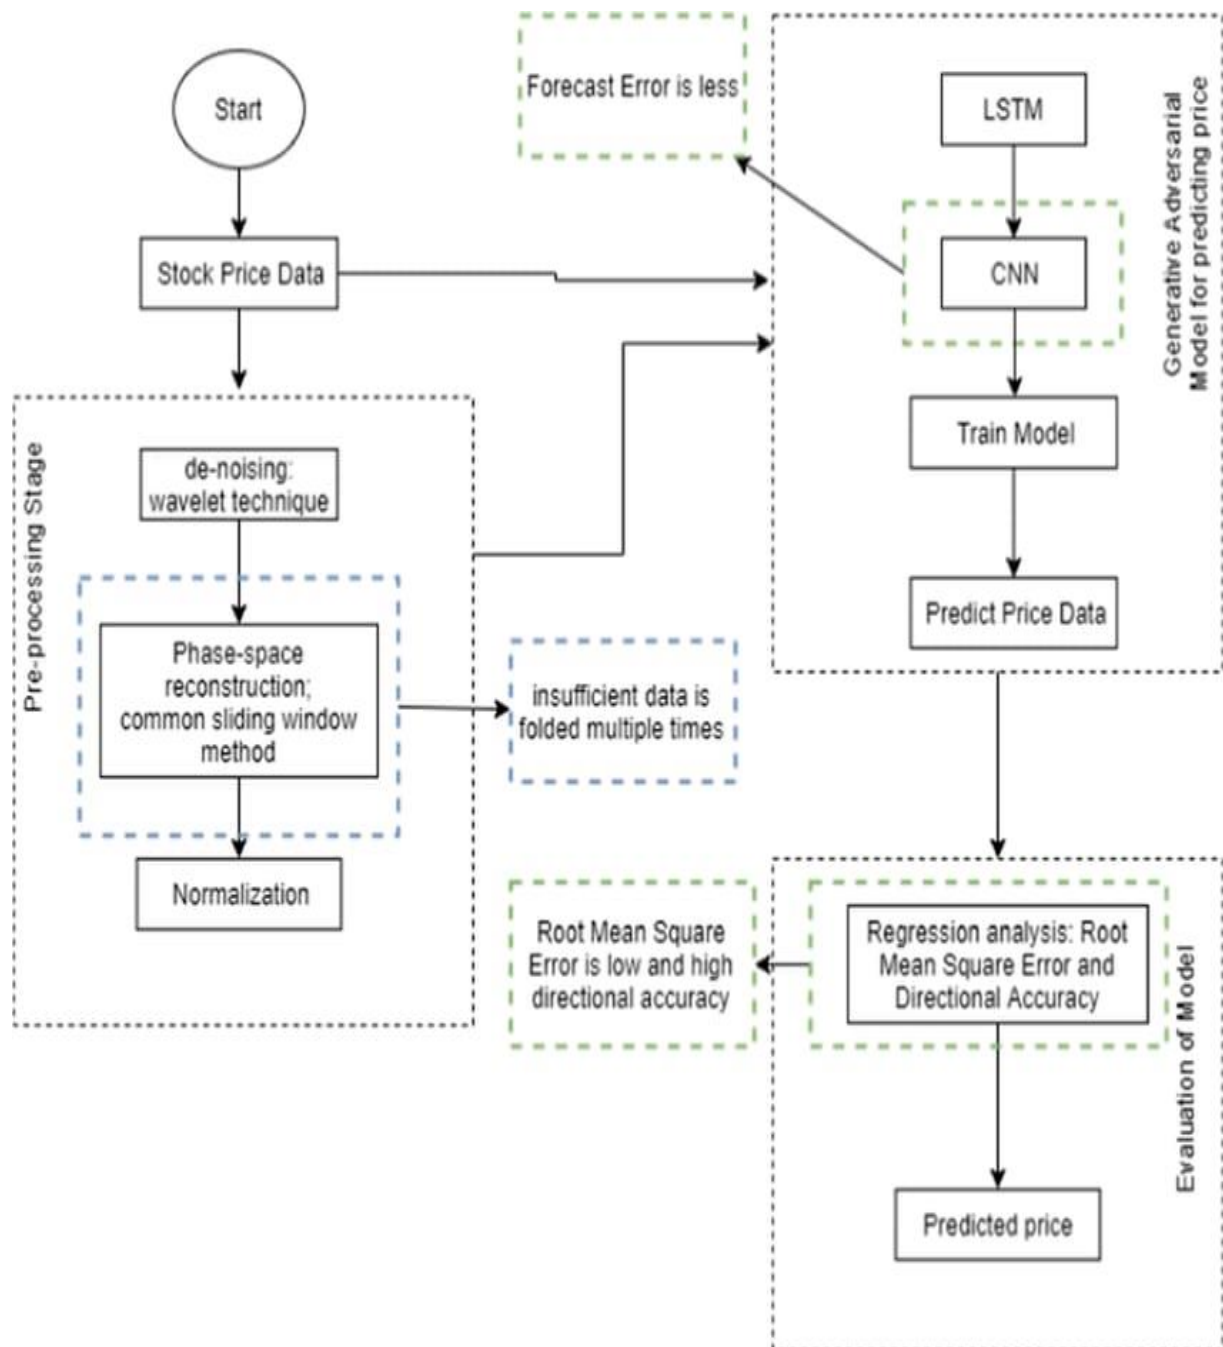 Start
Stock Price Data
Pre-processing Stage
de-noising:
wavelet technique
Phase-space
reconstruction;
common sliding window
method
Normalization
insufficient data is
folded multiple times
Forecast Error is less
Generative Adversarial
Model for predicting price
LSTM
CNN
Train Model
Predict Price Data
Evaluation of Model
Regression analysis: Root
Mean Square Error and
Directional Accuracy
Root Mean Square
Error is low and high
directional accuracy
Predicted price